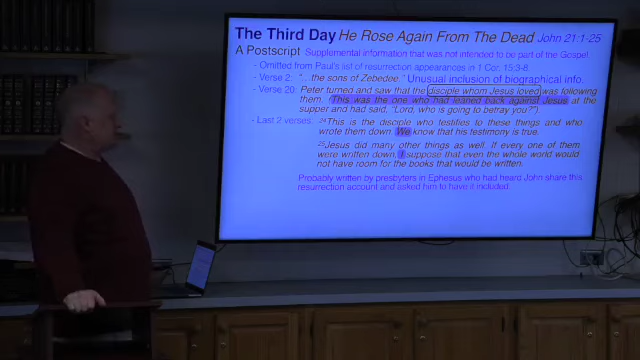 The Third Day He Rose Again From The Dead John 21:1-25
A Postscript Supplemental information that was not intended to be part of the Gospel
- Omitted from Paul's list of resurrection appearances in 1 Cor. 15:3-8
- Verse 2: "... the sons of Zebedee." Unusual inclusion of biographical info.
- Verse 20: Peter turned and saw that the disciple whom Jesus loved was following
them. (This was the one who had leaned back against Jesus at the
supper and had said, "Lord, who is going to betray you?")
- Last 2 verses: 24This is the disciple who testifies to these things and who
wrote them down. We know that his testimony is true.
25Jesus did many other things as well. If every one of them
were written down, I suppose that even the whole world would
not have room for the books that would be written.
Probably written by presbyters in Ephesus who had heard John share this
resurrection account and asked him to have it included.